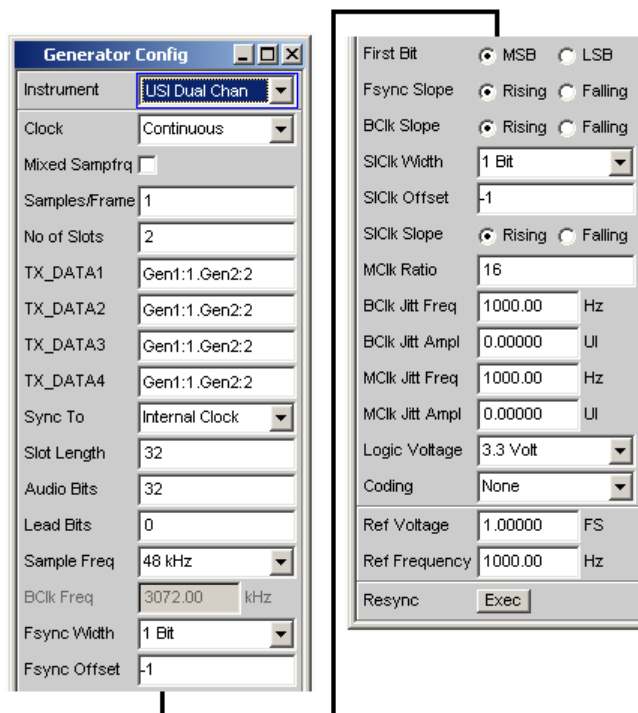 Generator Config
Instrument USI Dual Chan
Clock Continuous
Mixed Sampfrq
Samples/Frame 1
No of Slots 2
TX_DATA1 Gen1:1.Gen2:2
TX_DATA2 Gen1:1.Gen2:2
TX_DATA3 Gen1:1.Gen2:2
TX_DATA4 Gen1:1.Gen2:2
Sync To Internal Clock
Slot Length 32
Audio Bits 32
Lead Bits 0
Sample Freq 48 kHz
BClk Freq 3072.00 kHz
Fsync Width 1 Bit
Fsync Offset -1
First Bit MSB LSB
Fsync Slope Rising Falling
BClk Slope Rising Falling
SlClk Width 1 Bit
SlClk Offset -1
SlClk Slope Rising Falling
MClk Ratio 16
BClk Jitt Freq 1000.00 Hz
BClk Jitt Ampl 0.00000 UI
MClk Jitt Freq 1000.00 Hz
MClk Jitt Ampl 0.00000 UI
Logic Voltage 3.3 Volt
Coding None
Ref Voltage 1.00000 FS
Ref Frequency 1000.00 Hz
Resync Exec